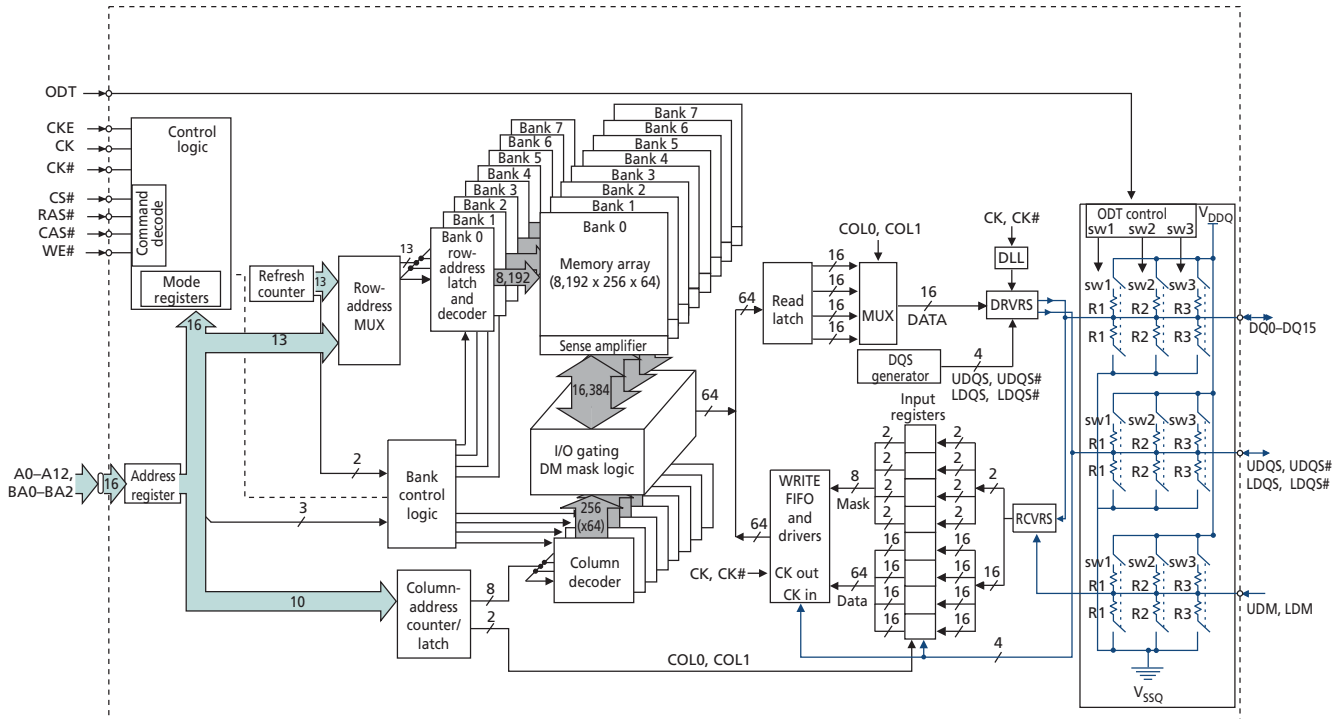 ODT
CKE
CK
CK#
CS#
RAS#
CAS#
WE#
Control
logic
Command
decode
Mode
registers
Refresh
counter
13
Row-
address
MUX
13
Bank 7
Bank 6
Bank 5
Bank 4
Bank 3
Bank 2
Bank 1
Bank 0
row-
address
latch
and
decoder
8,192
Bank 7
Bank 6
Bank 5
Bank 4
Bank 3
Bank 2
Bank 1
Bank 0
Memory array
(8,192 x 256 x 64)
Sense amplifier
16,384
I/O gating
DM mask logic
256
(x64)
Column
decoder
16
13
2
3
10
A0–A12,
BA0–BA2
16
Address
register
Bank
control
logic
Column-
address
counter/
latch
8
2
COL0, COL1
64
64
64
Read
latch
16
16
16
16
COL0, COL1
MUX
16
DATA
CK, CK#
DLL
DRVRS
DQS
generator
4
UDQS, UDQS#
LDQS, LDQS#
Input
registers
2
2
2
2
2
2
2
2
2
8
Mask
WRITE
FIFO
and
drivers
CK out
CK in
CK, CK#
64
Data
16
16
16
16
16
16
16
16
16
RCVRS
4
ODT control
sw1
sw2
sw3
VDDQ
sw1
sw2
sw3
R1
R2
R3
R1
R2
R3
DQ0–DQ15
sw1
sw2
sw3
R1
R2
R3
R1
R2
R3
UDQS, UDQS#
LDQS, LDQS#
sw1
sw2
sw3
R1
R2
R3
R1
R2
R3
UDM, LDM
VSSQ